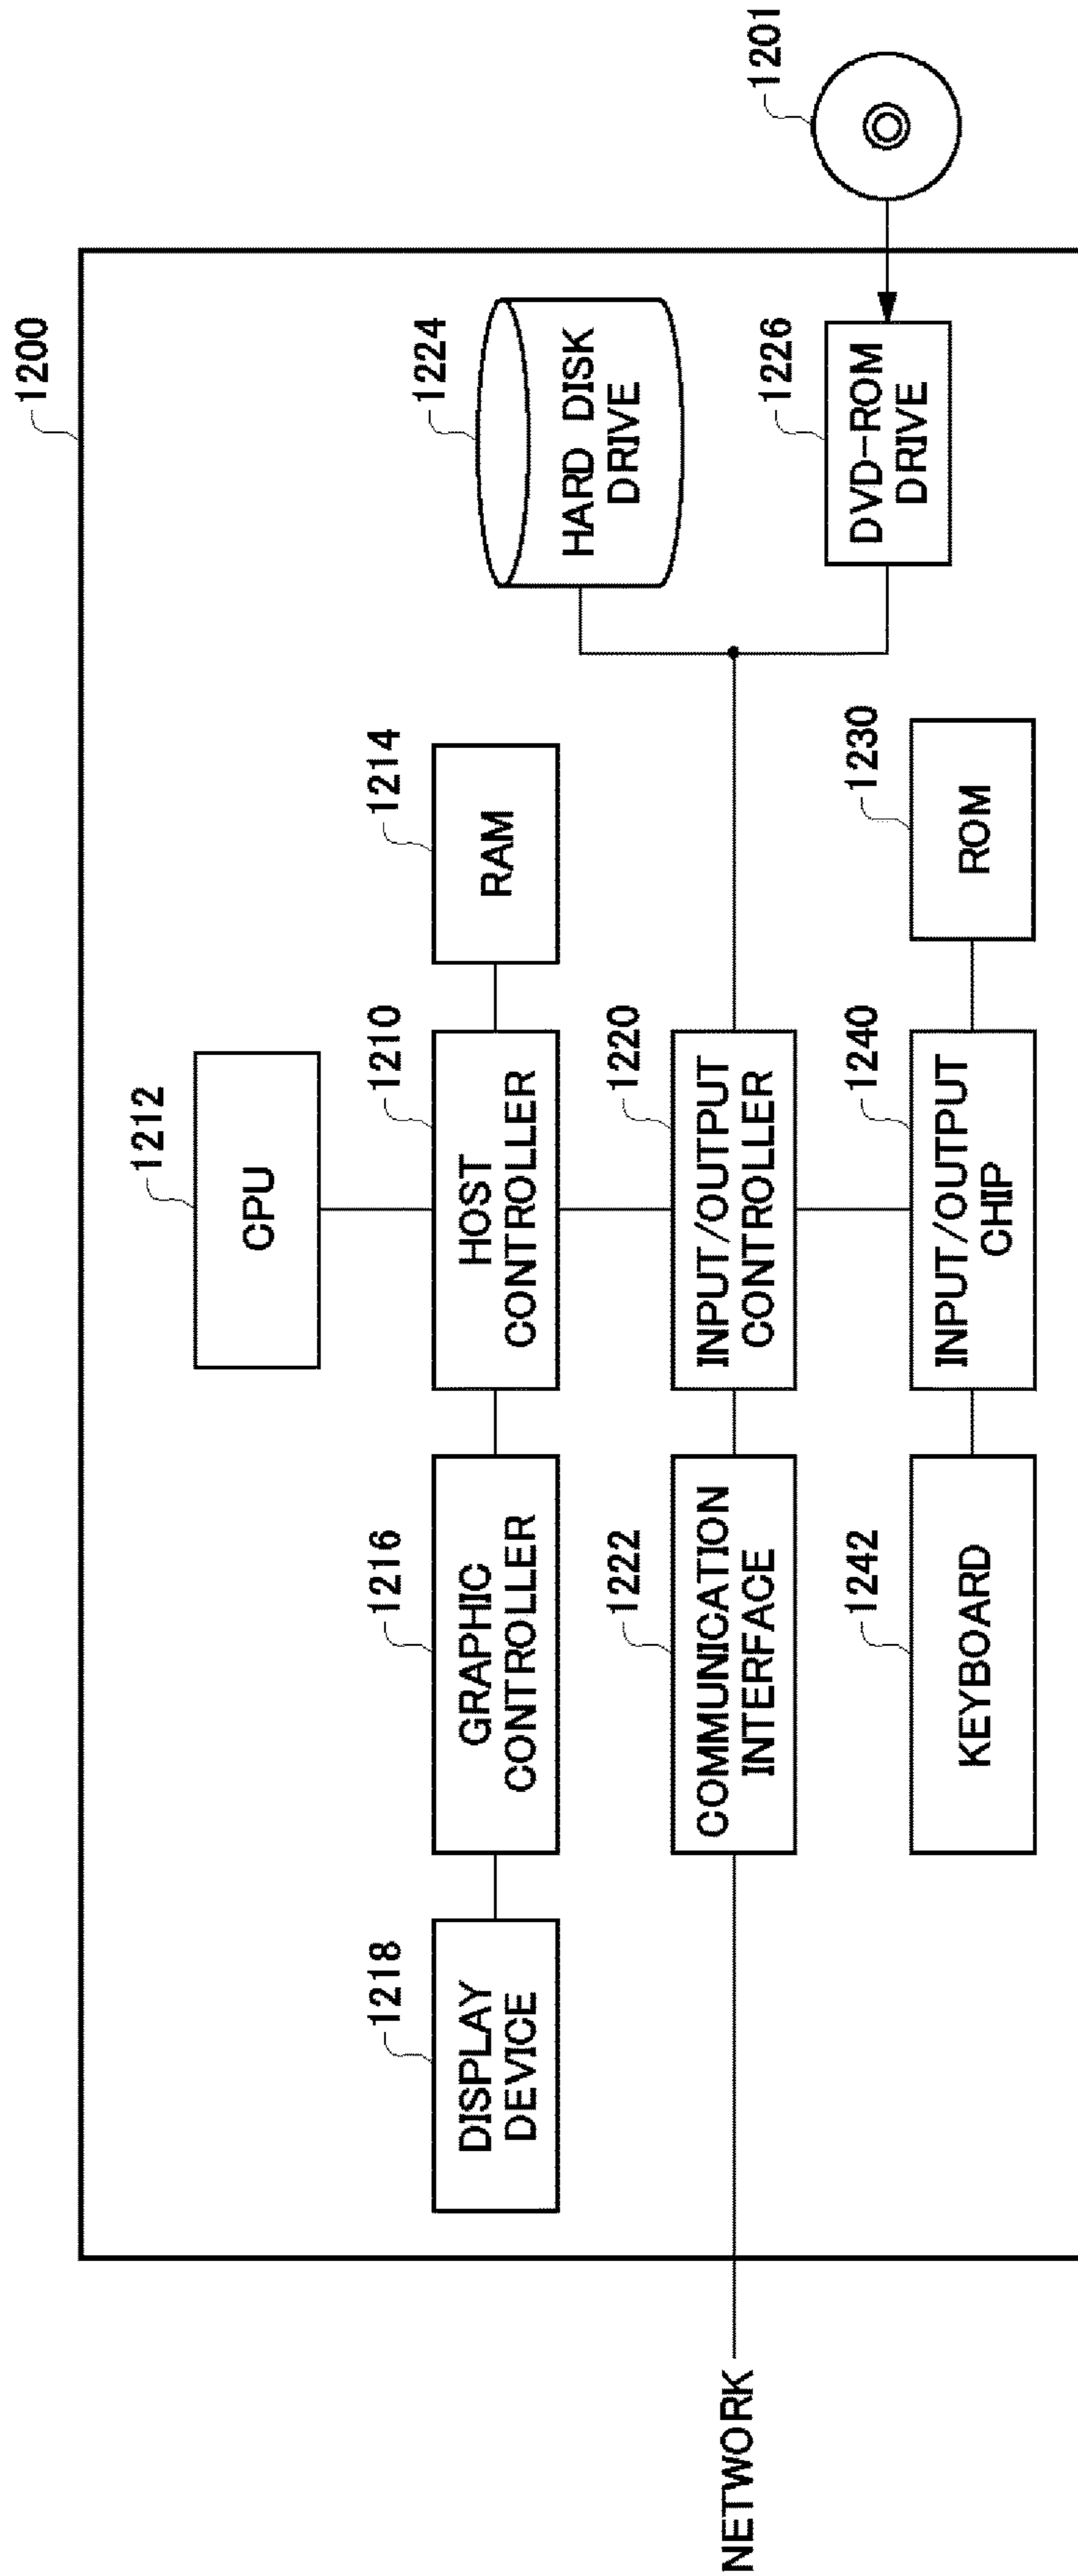 1200
1212
CPU
1218
DISPLAY
DEVICE
1216
GRAPHIC
CONTROLLER
1210
HOST
CONTROLLER
1214
RAM
1224
HARD DISK
DRIVE
NETWORK
1222
COMMUNICATION
INTERFACE
1220
INPUT/OUTPUT
CONTROLLER
1226
DVD-ROM
DRIVE
1201
1242
KEYBOARD
1240
INPUT/OUTPUT
CHIP
1230
ROM